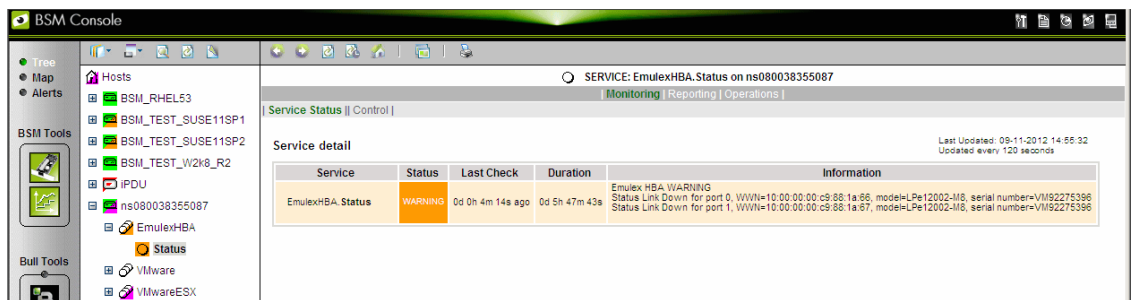 BSM Console
Tree
Map
Alerts
BSM Tools
Bull Tools
Hosts
BSM_RHEL53
BSM_TEST_SUSE11SP1
BSM_TEST_SUSE11SP2
BSM_TEST_W2k8_R2
iPDU
ns080038355087
EmulexHBA
Status
VMware
VMwareESX
SERVICE: EmulexHBA.Status on ns080038355087
| Monitoring | Reporting | Operations |
| Service Status || Control |
Service detail
Last Updated: 09-11-2012 14:55:32
Updated every 120 seconds
Service Status Last Check Duration Information
EmulexHBA.Status WARNING 0d 0h 4m 14s ago 0d 5h 47m 43s
Emulex HBA WARNING
Status Link Down for port 0, WWN=10:00:00:00:c9:88:1a:66, model=LPe12002-M8, serial number=VM92275396
Status Link Down for port 1, WWN=10:00:00:00:c9:88:1a:67, model=LPe12002-M8, serial number=VM92275396